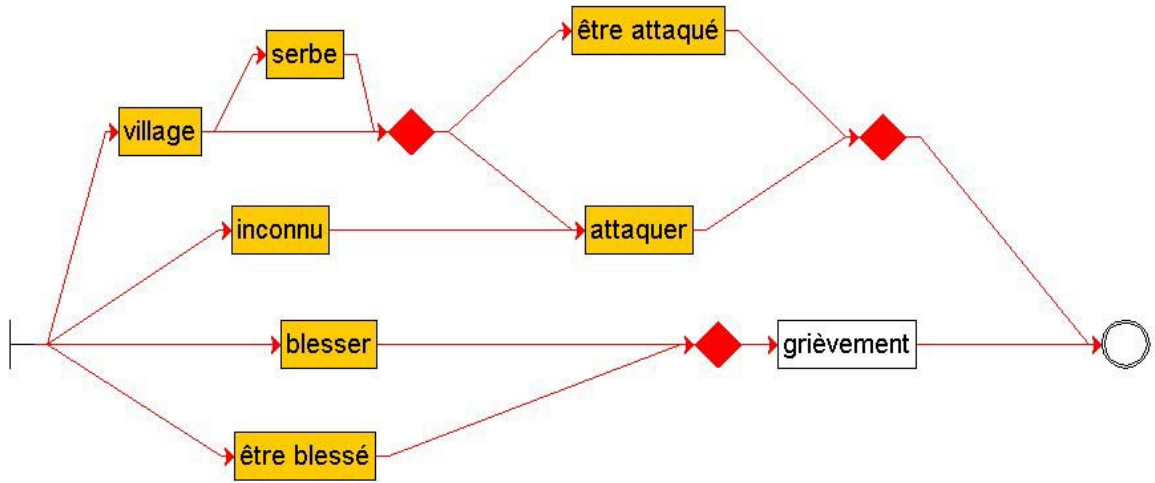 être attaqué
serbe
village
inconnu
attaquer
blesser
grièvement
être blessé